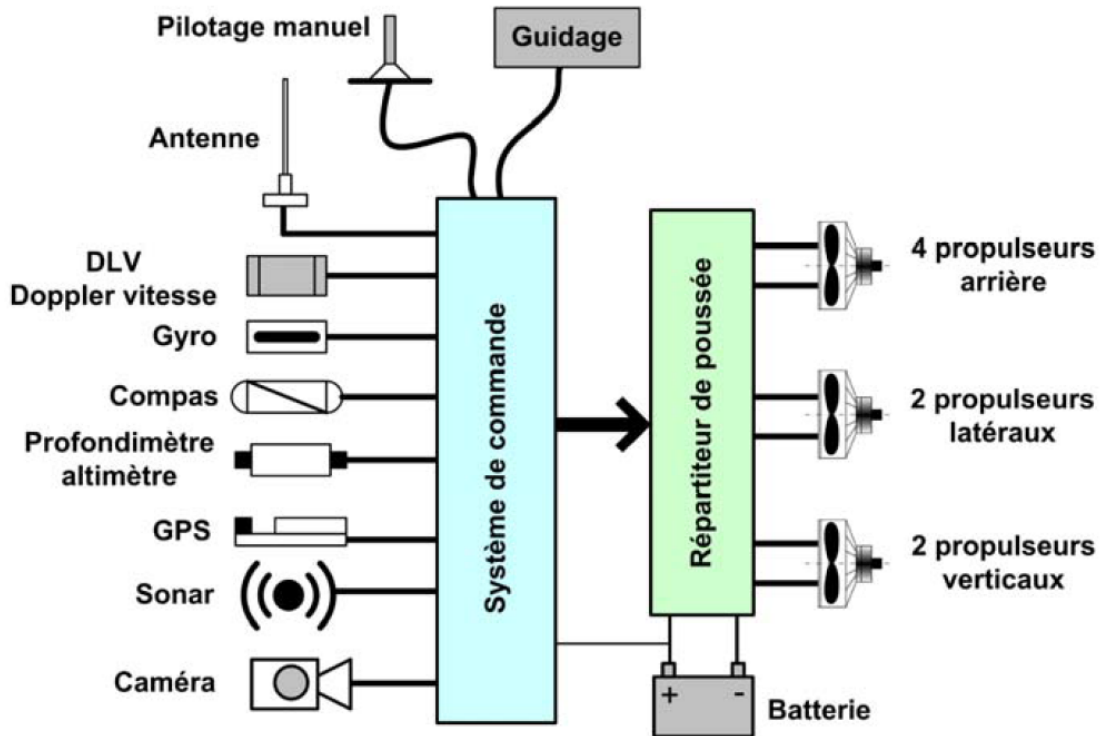 Pilotage manuel
Guidage
Antenne
DLV
Doppler vitesse
Gyro
Compas
Profondimètre
altimètre
GPS
Sonar
Caméra
Système de commande
Répartiteur de poussée
4 propulseurs
arrière
2 propulseurs
latéraux
2 propulseurs
verticaux
+ -
Batterie